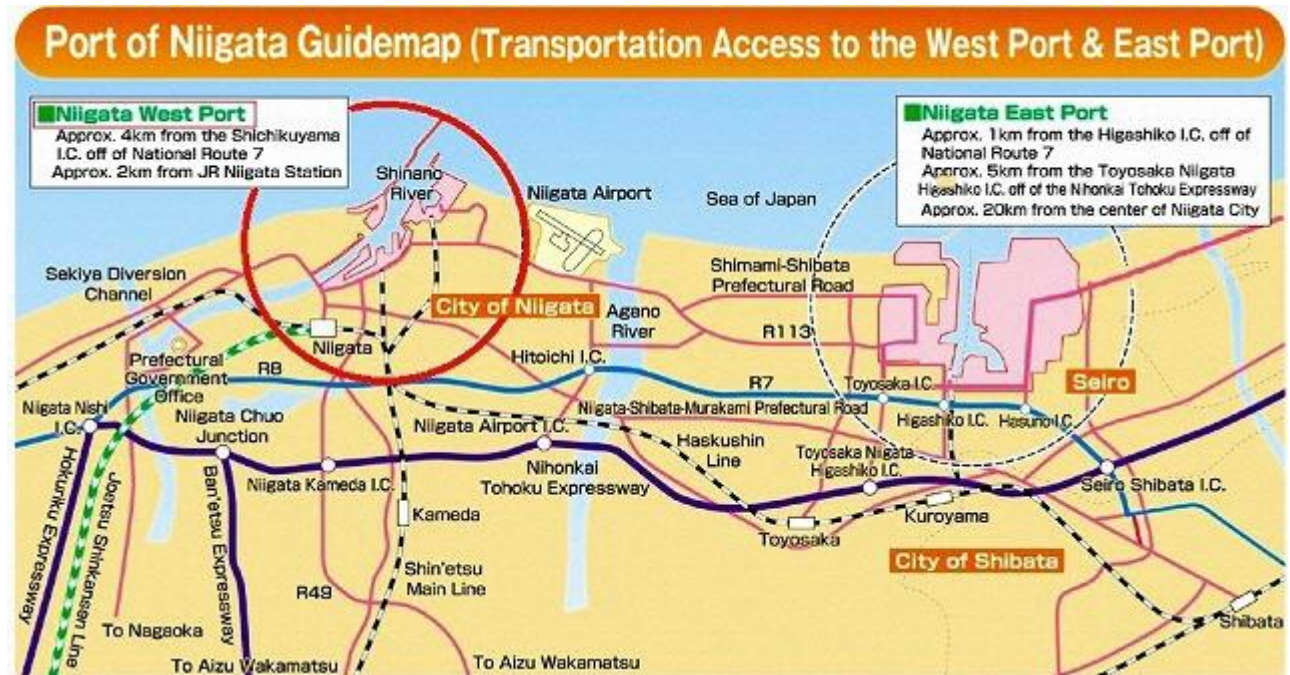 Port of Niigata Guidemap (Transportation Access to the West Port & East Port)
Niigata West Port
Approx. 4km from the Shichikuyama
I.C. off of National Route 7
Approx. 2km from JR Niigata Station
Niigata East Port
Approx. 1km from the Higashiko I.C. off of
National Route 7
Approx. 5km from the Toyosaka Niigata
Higashiko I.C. off of the Nihonkai Tohoku Expressway
Approx. 20km from the center of Niigata City
Shinano
River
Niigata Airport
Sea of Japan
Sekiya Diversion
Channel
City of Niigata
Agano
River
Shimami-Shibata
Prefectural Road
R113
Niigata
Prefectural
Government
Office
R8
Hitoichi I.C.
R7
Toyosaka I.C.
Seiro
Niigata Nishi
I.C.
Niigata Chuo
Junction
Niigata Airport I.C.
Niigata-Shibata-Murakami Prefectural Road
Higashiko I.C.
Hasuno I.C.
Haskushin
Line
Toyosaka Niigata
Higashiko I.C.
Niigata Kameda I.C.
Nihonkai
Tohoku Expressway
Seiro Shibata I.C.
Hokuriku Expressway
Joetsu Shinkansen Line
Ban'etsu Expressway
Kameda
Kuroyama
Toyosaka
City of Shibata
Shin'etsu
Main Line
R49
Shibata
To Nagaoka
To Aizu Wakamatsu
To Aizu Wakamatsu